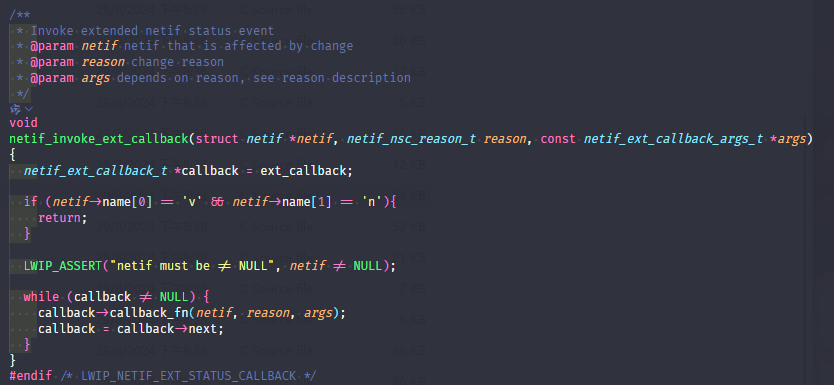 /**
 * Invoke extended netif status event
 * @param netif netif that is affected by change
 * @param reason change reason
 * @param args depends on reason, see reason description
 */
void
netif_invoke_ext_callback(struct netif *netif, netif_nsc_reason_t reason, const netif_ext_callback_args_t *args)
{
  netif_ext_callback_t *callback = ext_callback;
  if (netif->name[0] == 'v' && netif->name[1] == 'n'){
    return;
  }
  LWIP_ASSERT("netif must be != NULL", netif != NULL);
  while (callback != NULL) {
    callback->callback_fn(netif, reason, args);
    callback = callback->next;
  }
}
#endif /* LWIP_NETIF_EXT_STATUS_CALLBACK */